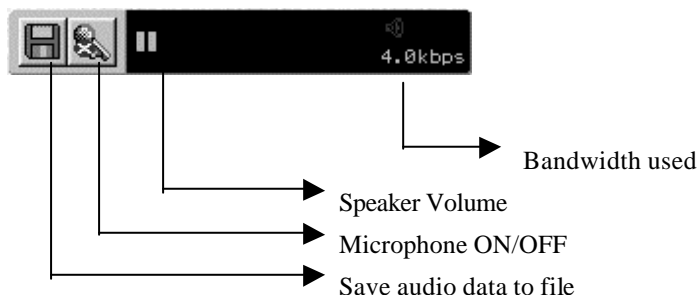 4.0kbps
Bandwidth used
Speaker Volume
Microphone ON/OFF
Save audio data to file